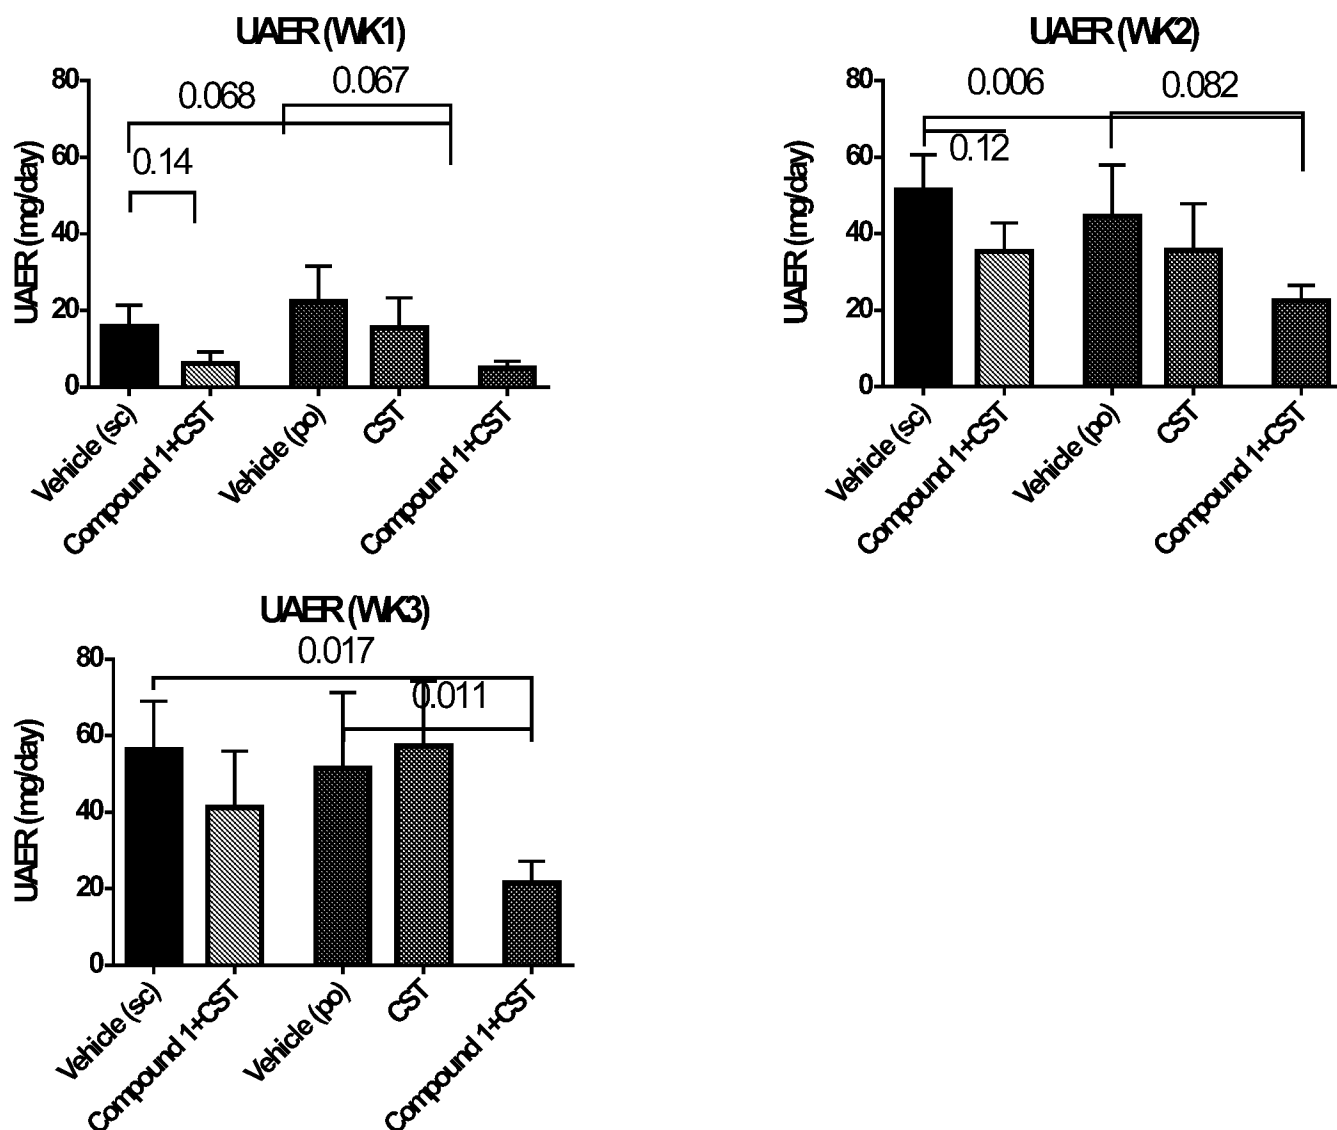 UAER (WK1)
UAER (mg/day)
80
60
40
20
0
0.068
0.067
0.14
Vehicle (sc)
Compound 1+CST
Vehicle (po)
CST
Compound 1+CST
UAER (WK2)
UAER (mg/day)
80
60
40
20
0
0.006
0.082
0.12
Vehicle (sc)
Compound 1+CST
Vehicle (po)
CST
Compound 1+CST
UAER (WK3)
UAER (mg/day)
80
60
40
20
0
0.017
0.011
Vehicle (sc)
Compound 1+CST
Vehicle (po)
CST
Compound 1+CST